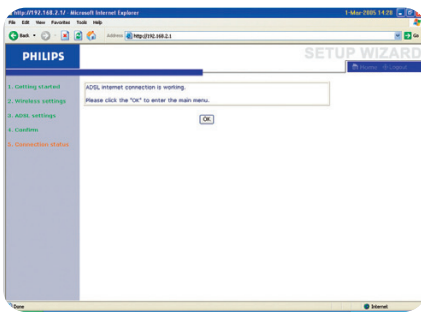 http://192.168.2.1/ - Microsoft Internet Explorer
1-Mar-2005 14:28
File Edit View Favorites Tools Help
Back
Address http://192.168.2.1
Go
PHILIPS
SETUP WIZARD
Home Logout
1. Getting started
2. Wireless settings
3. ADSL settings
4. Confirm
5. Connection status
ADSL internet connection is working.
Please click the "OK" to enter the main menu.
OK
Done
Internet